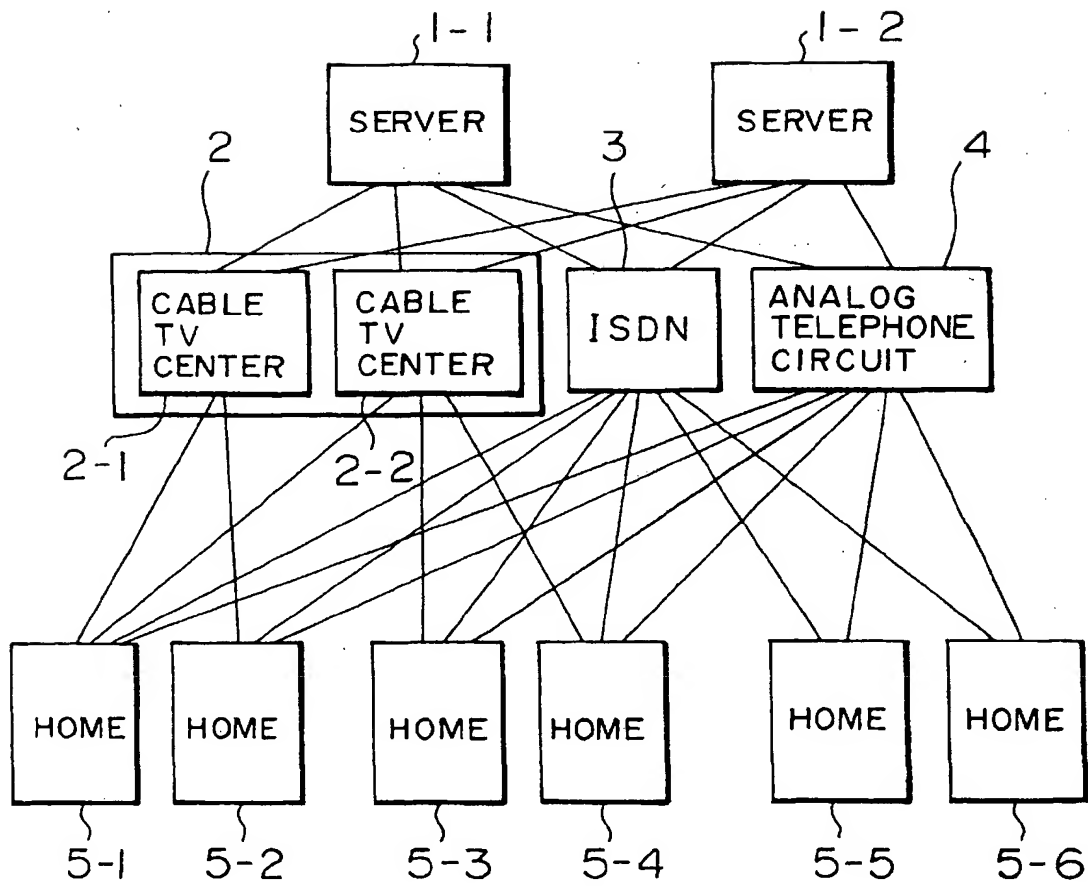 1-1
1-2
SERVER
SERVER
2
3
4
CABLE
TV
CENTER
CABLE
TV
CENTER
ISDN
ANALOG
TELEPHONE
CIRCUIT
2-1
2-2
HOME
HOME
HOME
HOME
HOME
HOME
5-1
5-2
5-3
5-4
5-5
5-6